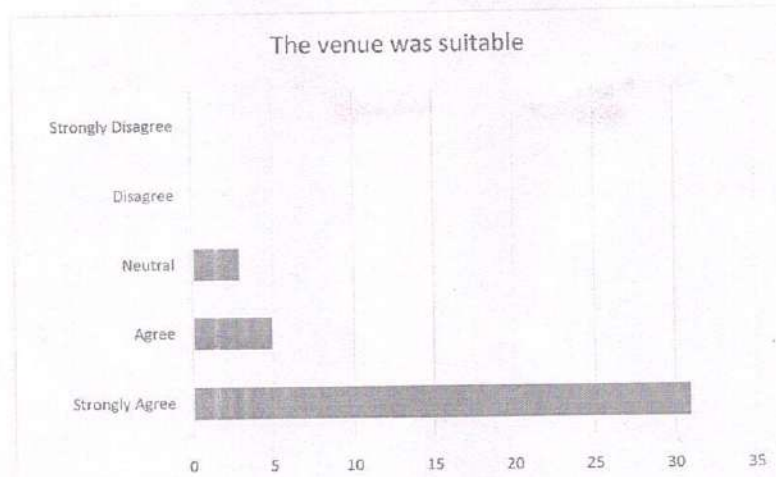 The venue was suitable
Strongly Disagree
Disagree
Neutral
Agree
Strongly Agree
0 5 10 15 20 25 30 35